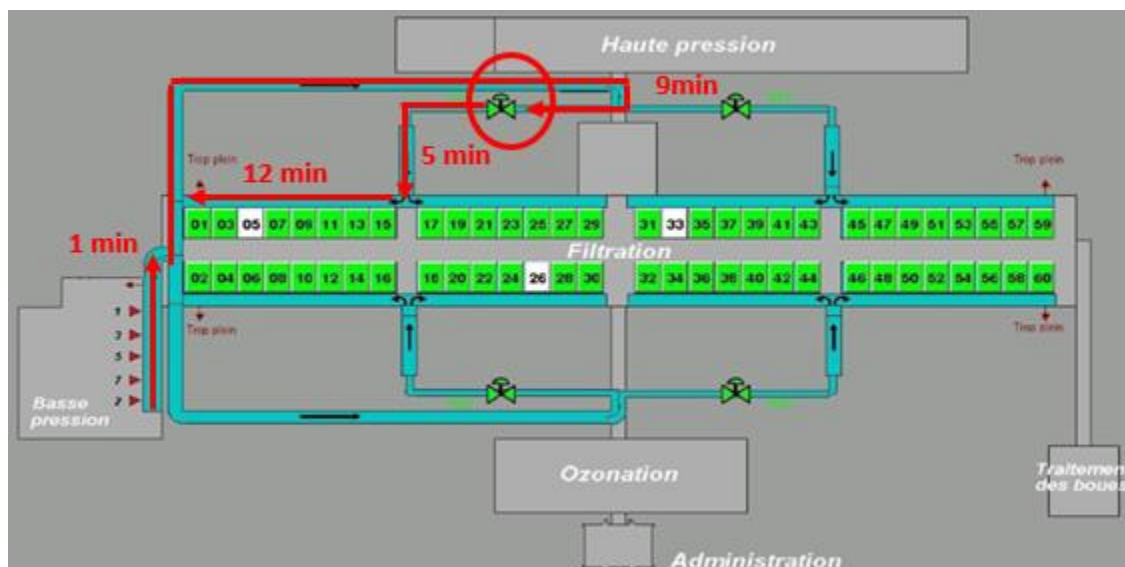 Haute pression
9min
5 min
Trop plein
12 min
Trop plein
01 03 05 07 09 11 13 15 17 19 21 23 25 27 29 31 33 35 37 39 41 43 45 47 49 51 53 55 57 59
1 min
Filtration
02 04 06 08 10 12 14 16 18 20 22 24 26 28 30 32 34 36 38 40 42 44 46 48 50 52 54 56 58 60
1
3
5
7
2
Trop plein
Trop plein
Basse
pression
Ozonation
Traitement
des boues
Administration